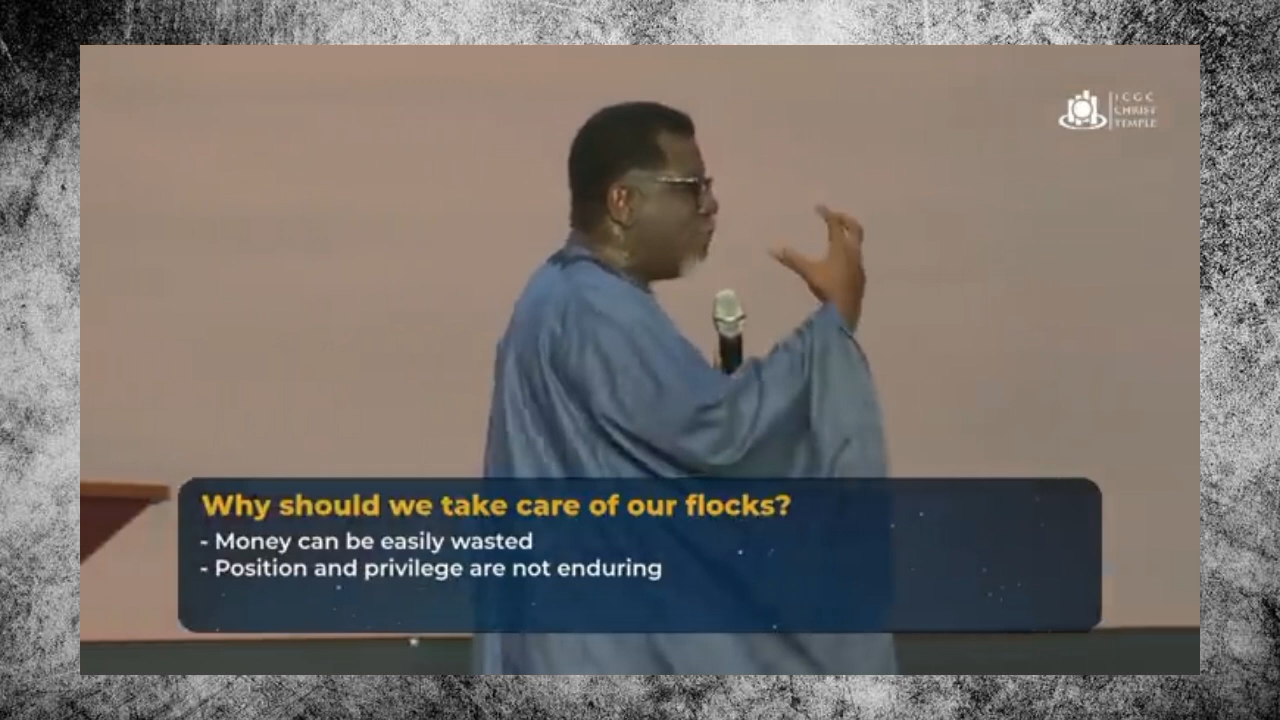 ICGC
CHRIST
TEMPLE
Why should we take care of our flocks?
- Money can be easily wasted
- Position and privilege are not enduring